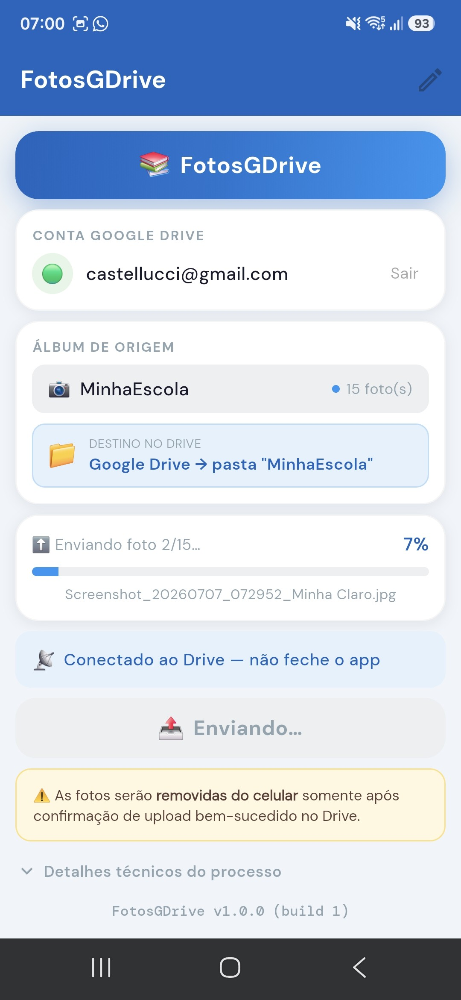 07:00
5
93
FotosGDrive
📚 FotosGDrive
CONTA GOOGLE DRIVE
castellucci@gmail.com
Sair
ÁLBUM DE ORIGEM
MinhaEscola
15 foto(s)
DESTINO NO DRIVE
Google Drive → pasta "MinhaEscola"
⬆️ Enviando foto 2/15...
7%
Screenshot_20260707_072952_Minha Claro.jpg
📡 Conectado ao Drive — não feche o app
📤 Enviando...
⚠️ As fotos serão removidas do celular somente após
confirmação de upload bem-sucedido no Drive.
Detalhes técnicos do processo
FotosGDrive v1.0.0 (build 1)